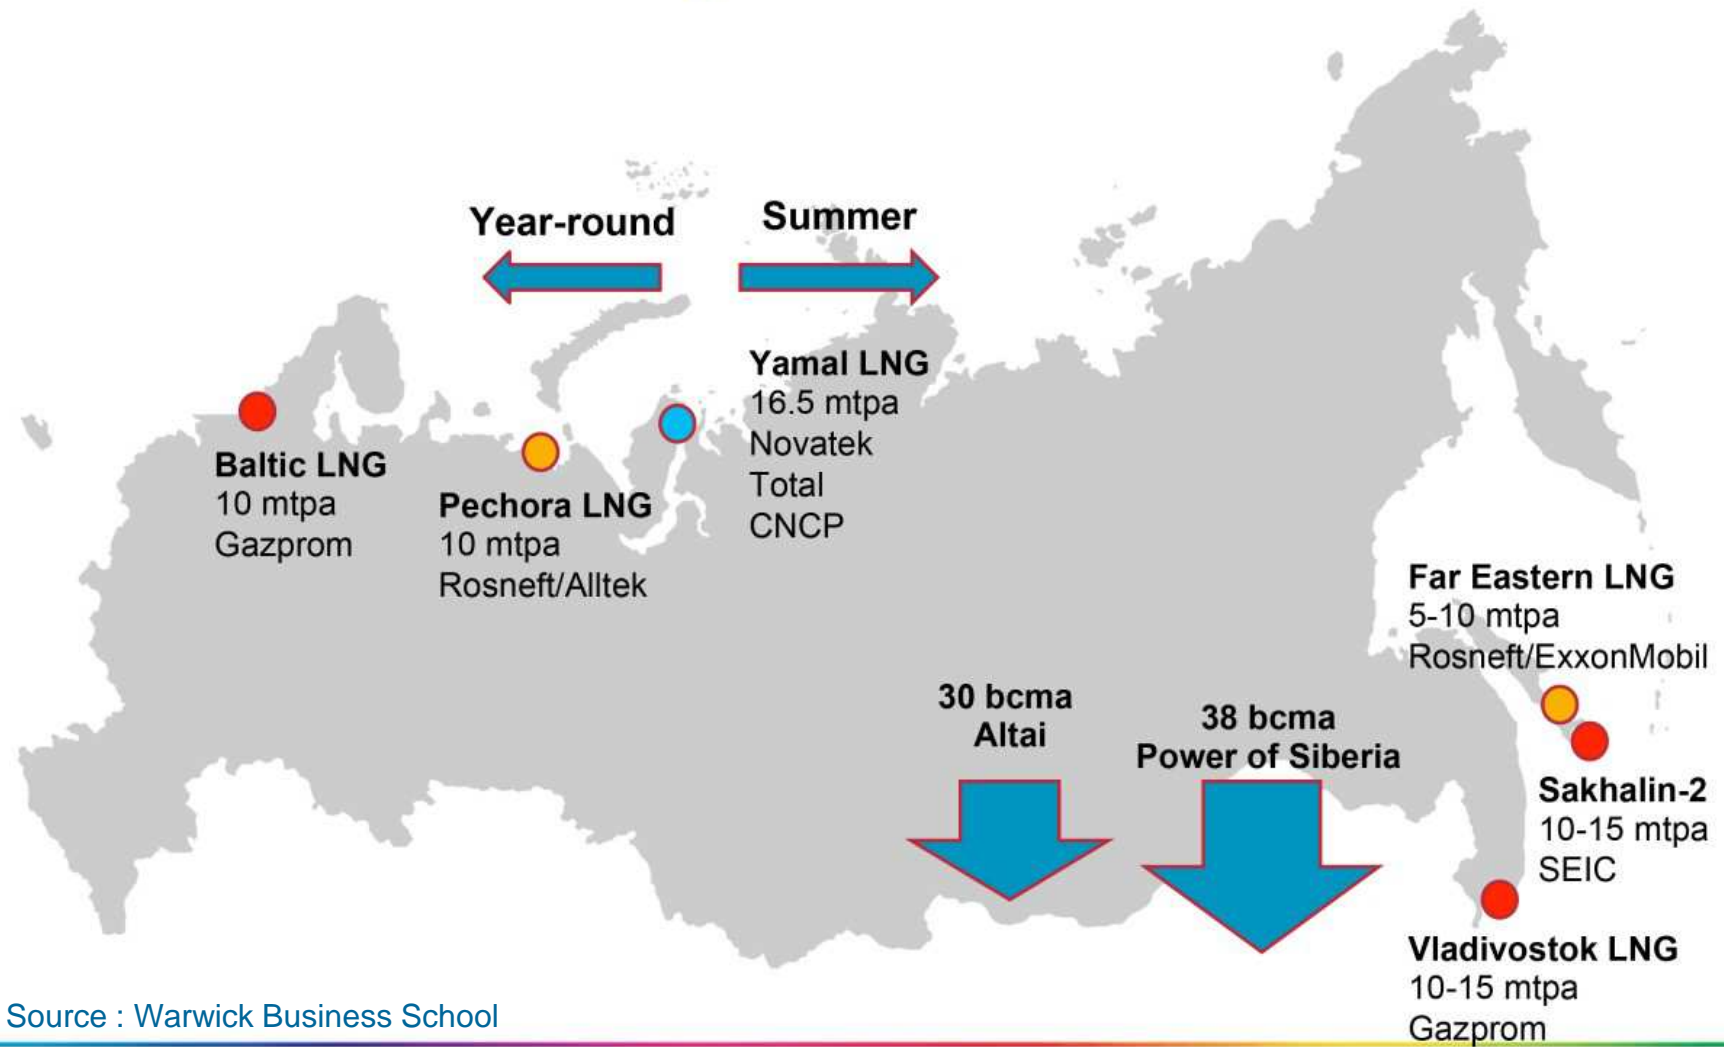 Year-round
Summer
Yamal LNG
16.5 mtpa
Novatek
Total
CNCP
Baltic LNG
10 mtpa
Gazprom
Pechora LNG
10 mtpa
Rosneft/Alltek
Far Eastern LNG
5-10 mtpa
Rosneft/ExxonMobil
30 bcma
Altai
38 bcma
Power of Siberia
Sakhalin-2
10-15 mtpa
SEIC
Vladivostok LNG
10-15 mtpa
Gazprom
Source : Warwick Business School